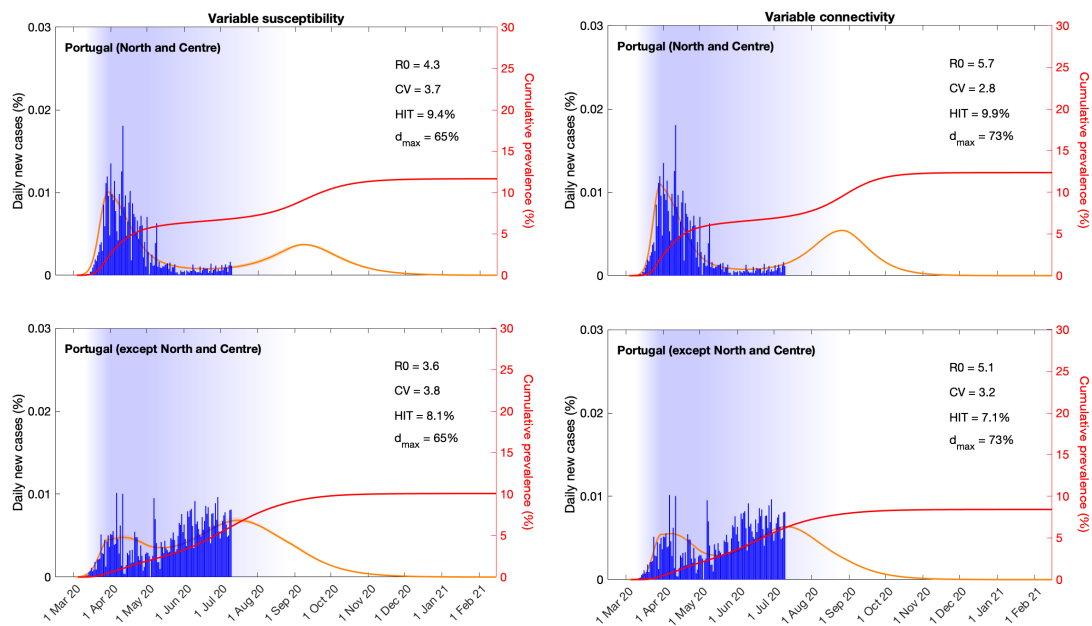 Variable susceptibility
Daily new cases (%)
0.03
0.02
0.01
0
Portugal (North and Centre)
R0 = 4.3
CV = 3.7
HIT = 9.4%
dmax = 65%
30
25
20
15
10
5
0
Cumulative prevalence (%)
Variable connectivity
Daily new cases (%)
0.03
0.02
0.01
0
Portugal (North and Centre)
R0 = 5.7
CV = 2.8
HIT = 9.9%
dmax = 73%
30
25
20
15
10
5
0
Cumulative prevalence (%)
Daily new cases (%)
0.03
0.02
0.01
0
Portugal (except North and Centre)
R0 = 3.6
CV = 3.8
HIT = 8.1%
dmax = 65%
30
25
20
15
10
5
0
Cumulative prevalence (%)
1 Mar 20
1 Apr 20
1 May 20
1 Jun 20
1 Jul 20
1 Aug 20
1 Sep 20
1 Oct 20
1 Nov 20
1 Dec 20
1 Jan 21
1 Feb 21
Daily new cases (%)
0.03
0.02
0.01
0
Portugal (except North and Centre)
R0 = 5.1
CV = 3.2
HIT = 7.1%
dmax = 73%
30
25
20
15
10
5
0
Cumulative prevalence (%)
1 Mar 20
1 Apr 20
1 May 20
1 Jun 20
1 Jul 20
1 Aug 20
1 Sep 20
1 Oct 20
1 Nov 20
1 Dec 20
1 Jan 21
1 Feb 21